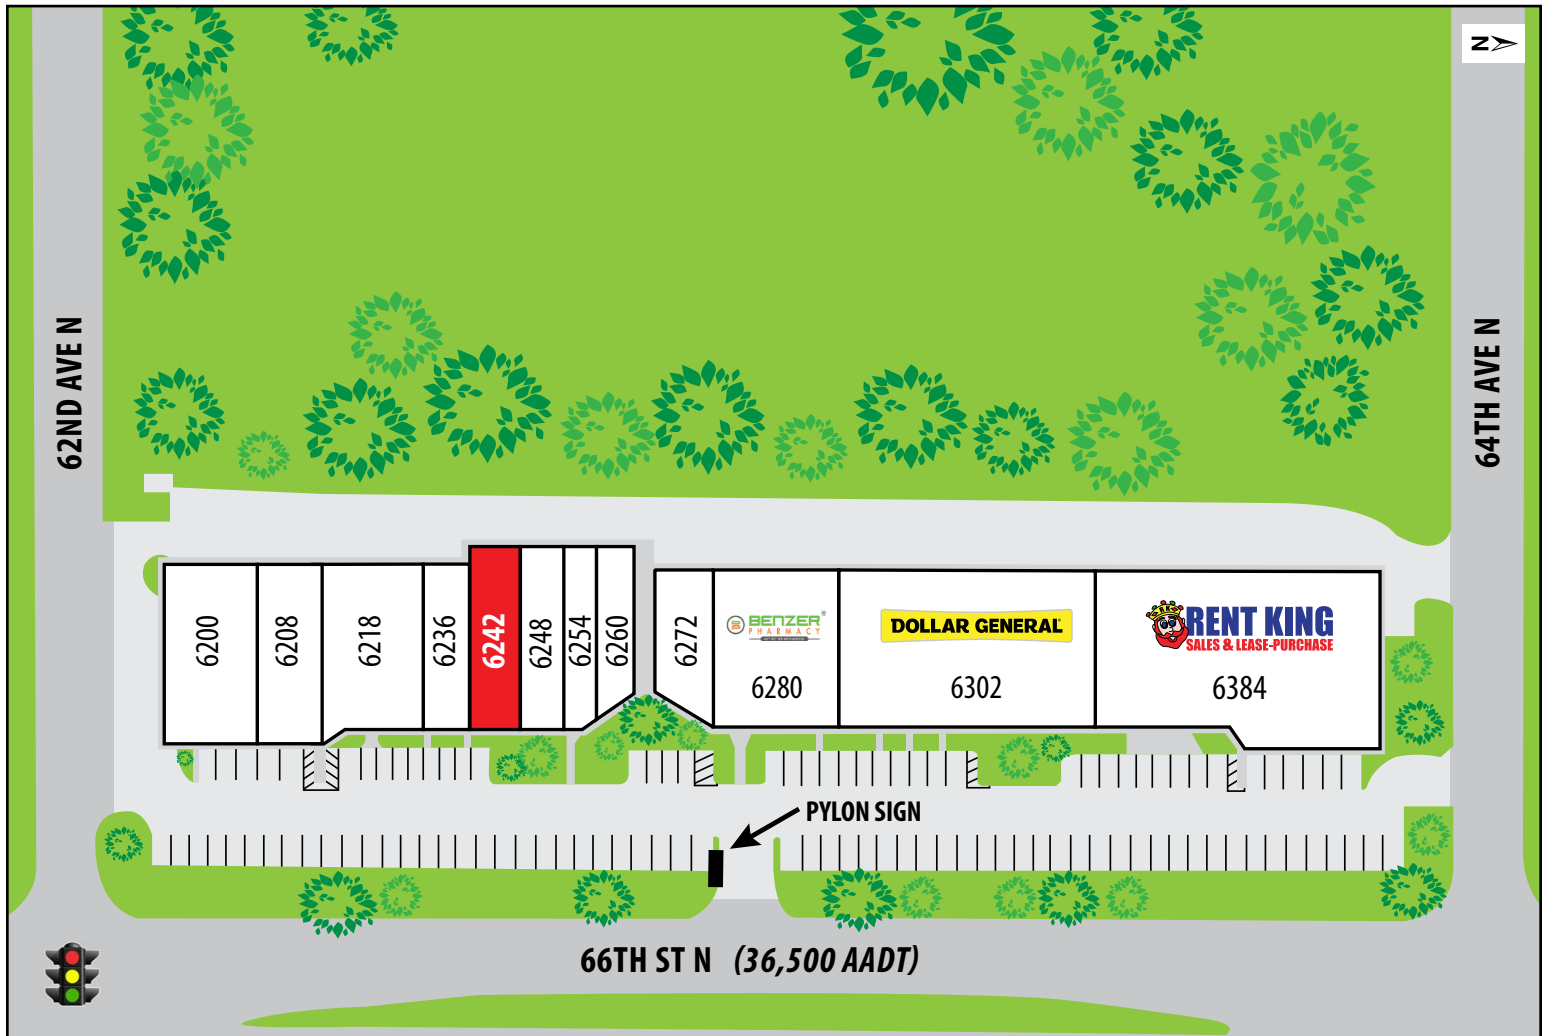 N
62ND AVE N
64TH AVE N
6200
6208
6218
6236
6242
6248
6254
6260
6272
BENZER
PHARMACY
6280
DOLLAR GENERAL
6302
RENT KING
SALES & LEASE-PURCHASE
6384
PYLON SIGN
66TH ST N (36,500 AADT)